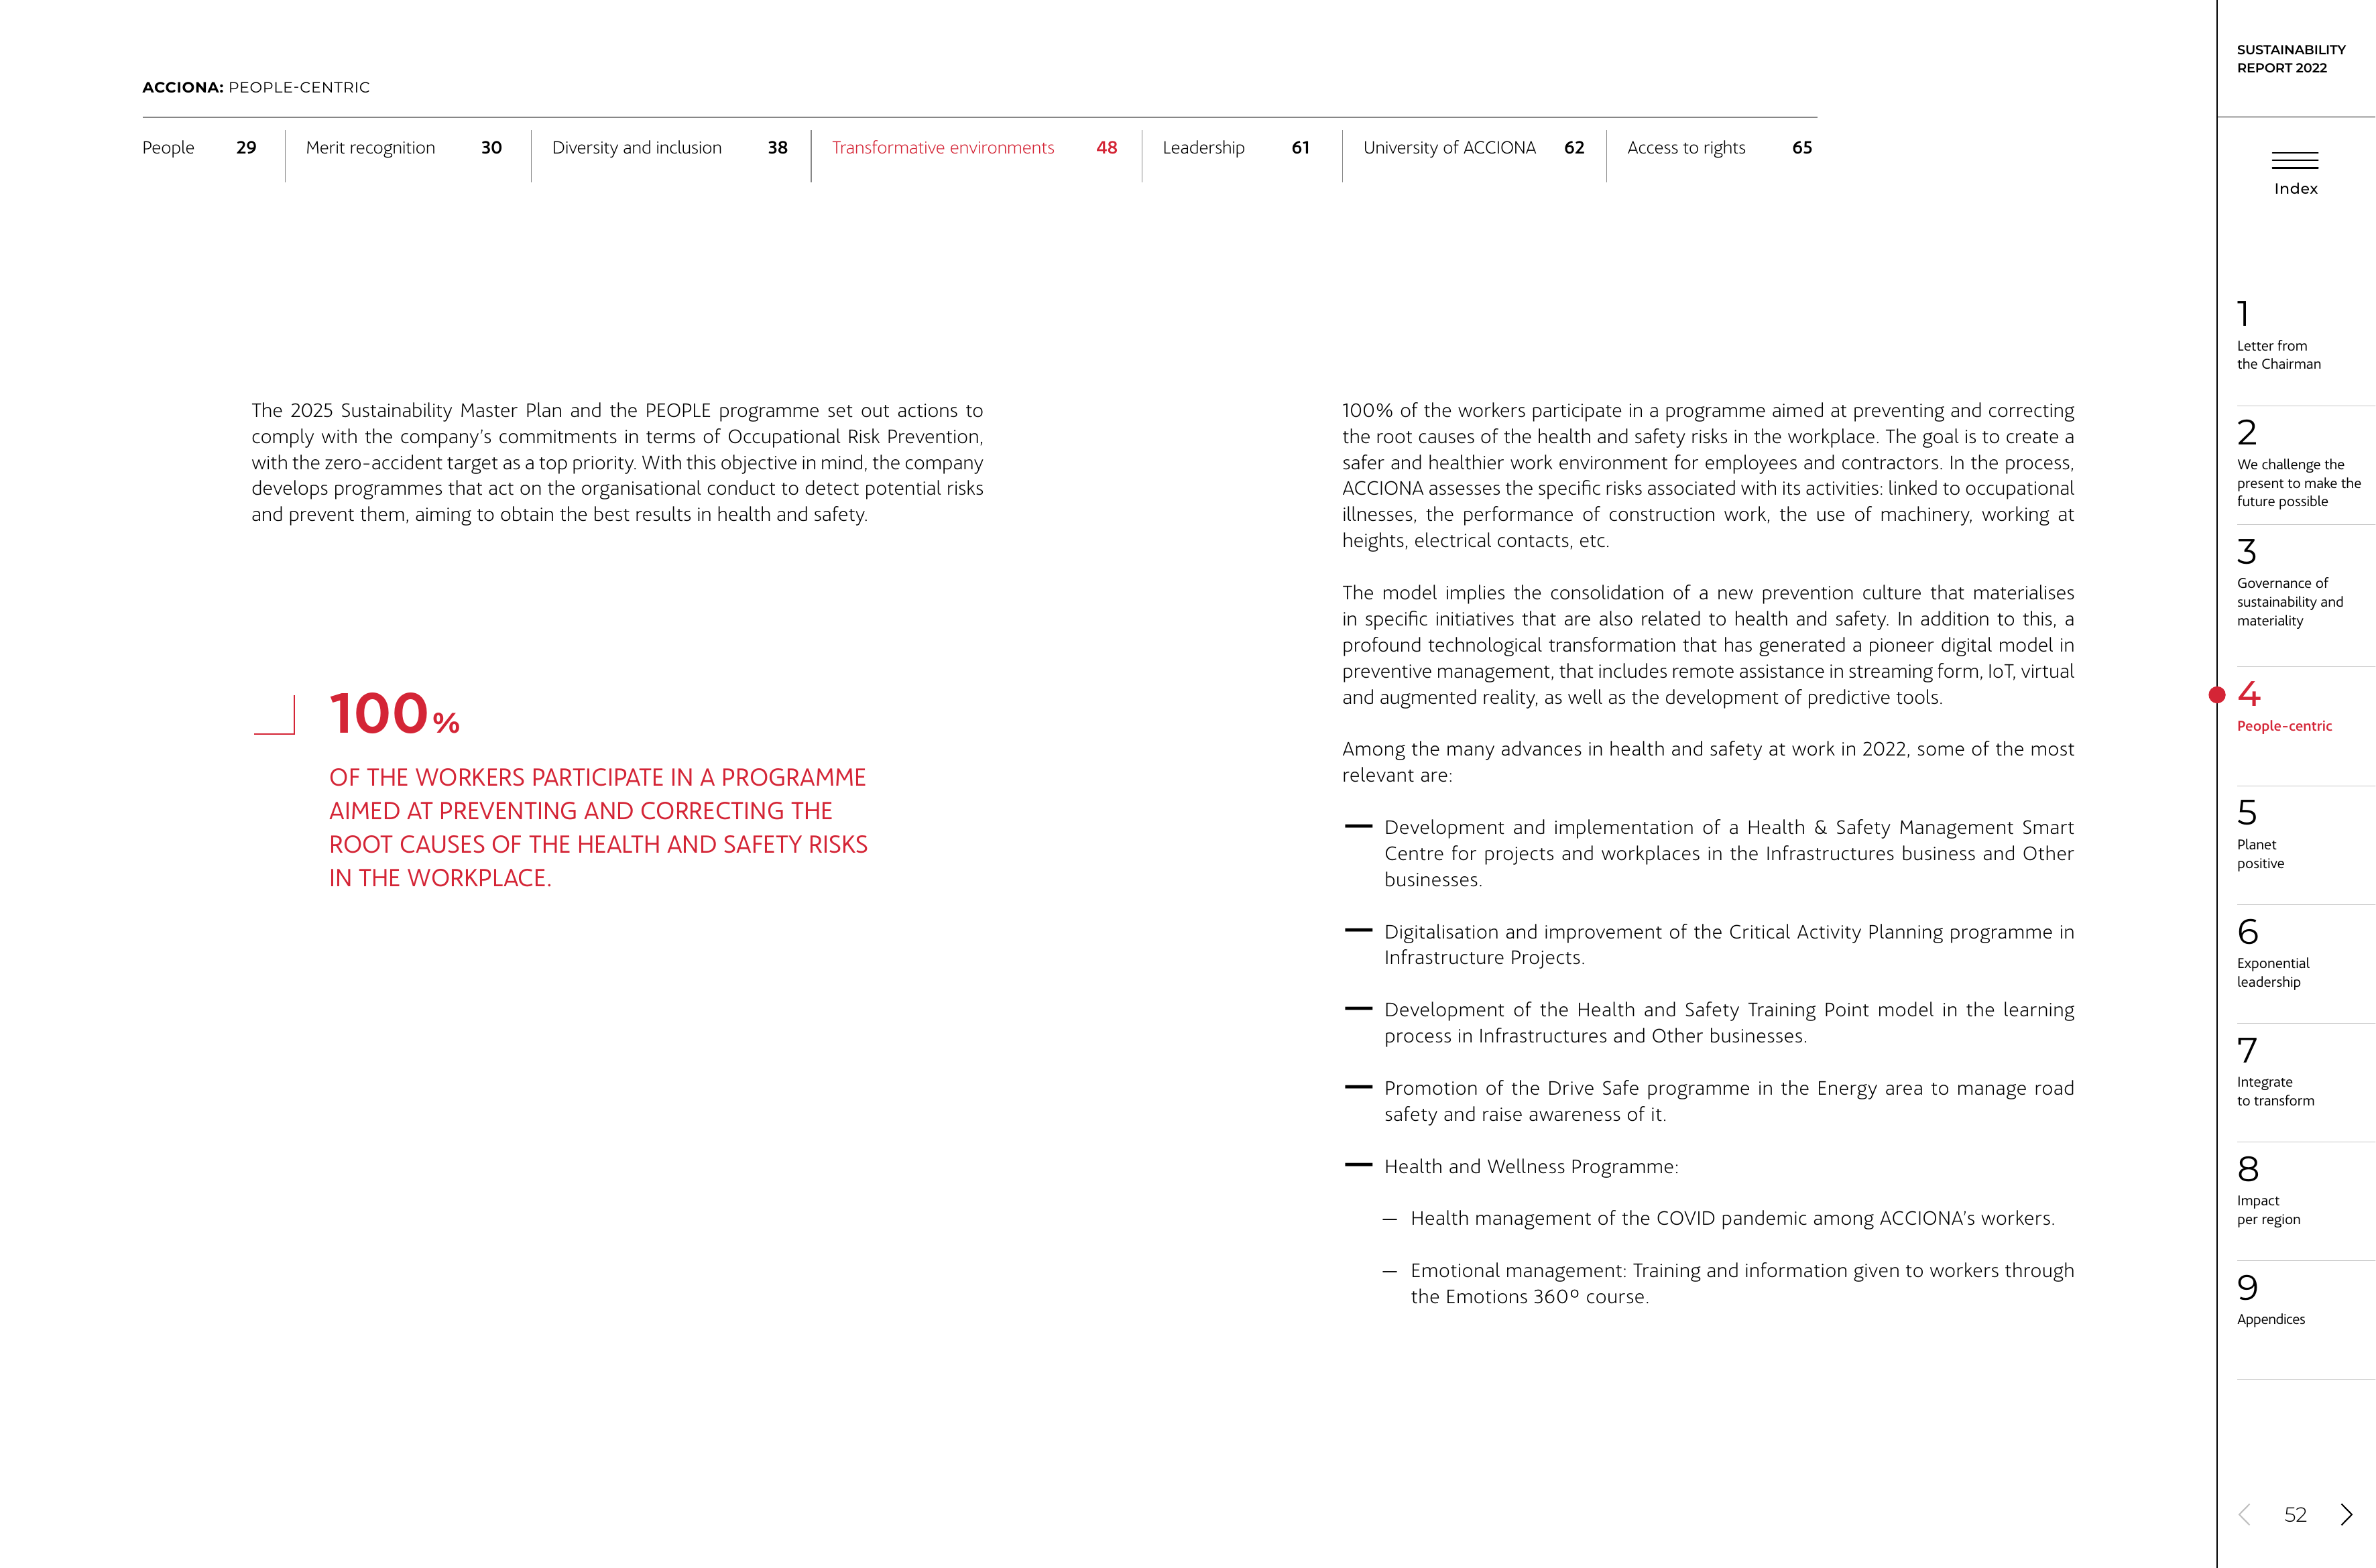 ACCIONA: PEOPLE-CENTRIC
People 29 Merit recognition 30 Diversity and inclusion 38 Transformative environments 48 Leadership 61 University of ACCIONA 62 Access to rights 65
The 2025 Sustainability Master Plan and the PEOPLE programme set out actions to
comply with the company’s commitments in terms of Occupational Risk Prevention,
with the zero-accident target as a top priority. With this objective in mind, the company
develops programmes that act on the organisational conduct to detect potential risks
and prevent them, aiming to obtain the best results in health and safety.
100%
OF THE WORKERS PARTICIPATE IN A PROGRAMME
AIMED AT PREVENTING AND CORRECTING THE
ROOT CAUSES OF THE HEALTH AND SAFETY RISKS
IN THE WORKPLACE.
100% of the workers participate in a programme aimed at preventing and correcting
the root causes of the health and safety risks in the workplace. The goal is to create a
safer and healthier work environment for employees and contractors. In the process,
ACCIONA assesses the specific risks associated with its activities: linked to occupational
illnesses, the performance of construction work, the use of machinery, working at
heights, electrical contacts, etc.
The model implies the consolidation of a new prevention culture that materialises
in specific initiatives that are also related to health and safety. In addition to this, a
profound technological transformation that has generated a pioneer digital model in
preventive management, that includes remote assistance in streaming form, IoT, virtual
and augmented reality, as well as the development of predictive tools.
Among the many advances in health and safety at work in 2022, some of the most
relevant are:
— Development and implementation of a Health & Safety Management Smart
Centre for projects and workplaces in the Infrastructures business and Other
businesses.
— Digitalisation and improvement of the Critical Activity Planning programme in
Infrastructure Projects.
— Development of the Health and Safety Training Point model in the learning
process in Infrastructures and Other businesses.
— Promotion of the Drive Safe programme in the Energy area to manage road
safety and raise awareness of it.
— Health and Wellness Programme:
— Health management of the COVID pandemic among ACCIONA’s workers.
— Emotional management: Training and information given to workers through
the Emotions 360º course.
SUSTAINABILITY
REPORT 2022
Index
1
Letter from
the Chairman
2
We challenge the
present to make the
future possible
3
Governance of
sustainability and
materiality
4
People-centric
5
Planet
positive
6
Exponential
leadership
7
Integrate
to transform
8
Impact
per region
9
Appendices
52